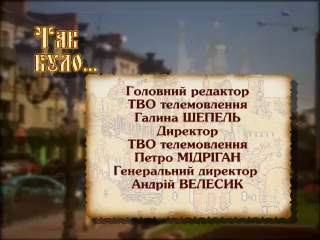 Так
було...
Головний редактор
ТВО телемовлення
Галина ШЕПЕЛЬ
Директор
ТВО телемовлення
Петро МІДРІГАН
Генеральний директор
Андрій ВЕЛЕСИК